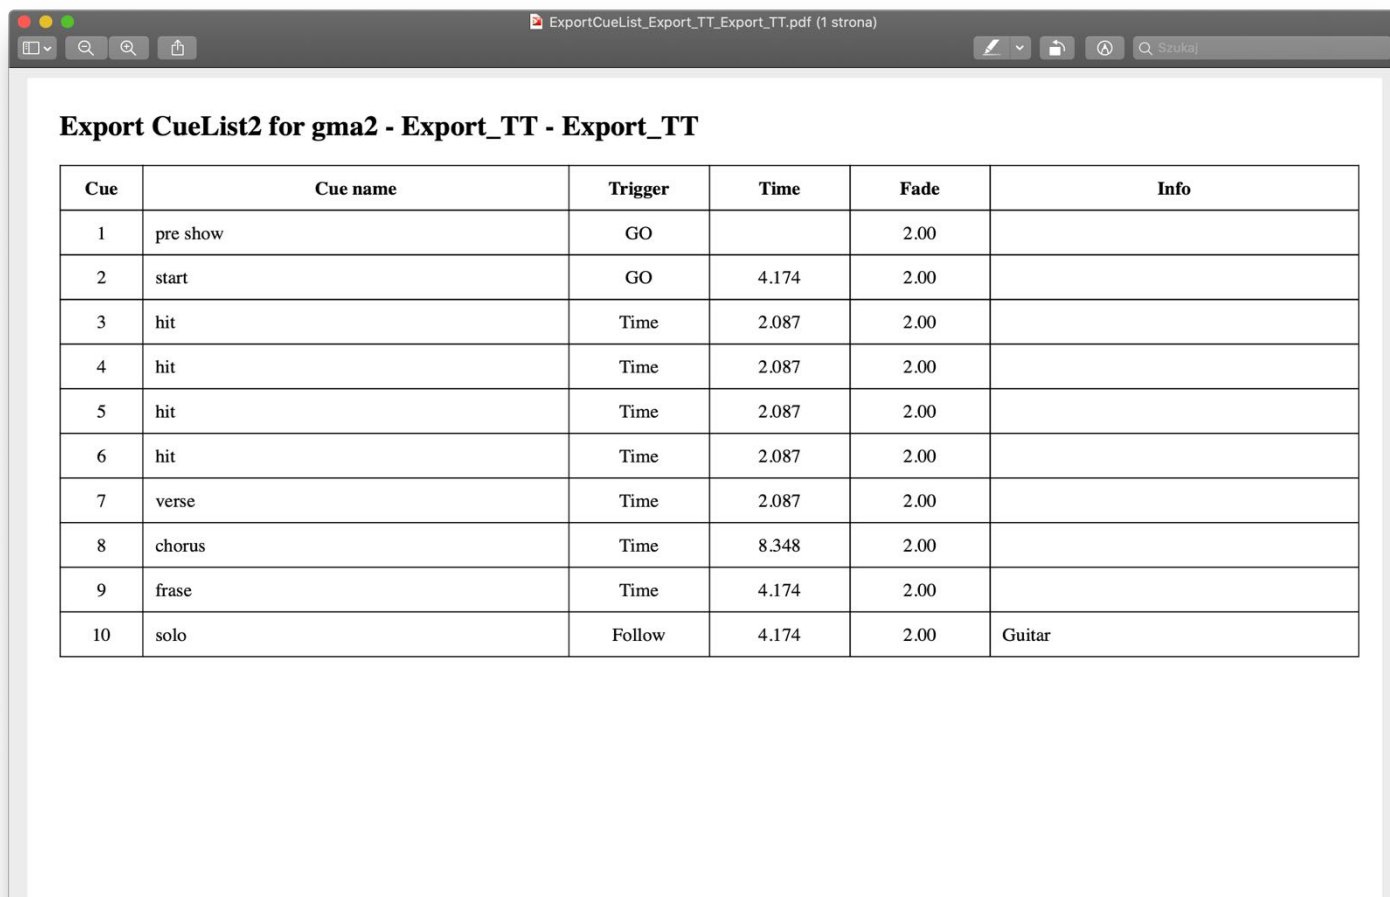 ExportCueList_Export_TT_Export_TT.pdf (1 strona)
Szukaj
Export CueList2 for gma2 - Export_TT - Export_TT
Cue Cue name Trigger Time Fade Info
1 pre show GO 2.00
2 start GO 4.174 2.00
3 hit Time 2.087 2.00
4 hit Time 2.087 2.00
5 hit Time 2.087 2.00
6 hit Time 2.087 2.00
7 verse Time 2.087 2.00
8 chorus Time 8.348 2.00
9 frase Time 4.174 2.00
10 solo Follow 4.174 2.00 Guitar